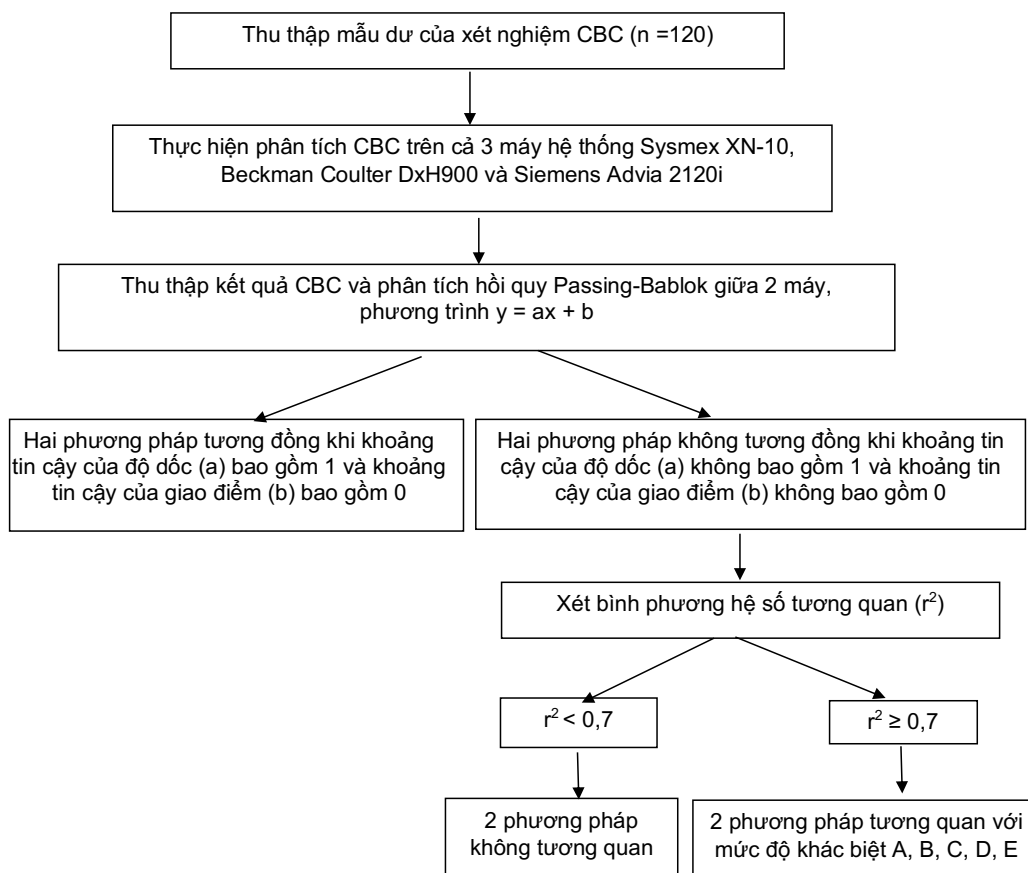 Thu thập mẫu dư của xét nghiệm CBC (n =120)
Thực hiện phân tích CBC trên cả 3 máy hệ thống Sysmex XN-10,
Beckman Coulter DxH900 và Siemens Advia 2120i
Thu thập kết quả CBC và phân tích hồi quy Passing-Bablok giữa 2 máy,
phương trình y = ax + b
Hai phương pháp tương đồng khi khoảng
tin cậy của độ dốc (a) bao gồm 1 và khoảng
tin cậy của giao điểm (b) bao gồm 0
Hai phương pháp không tương đồng khi khoảng tin
cậy của độ dốc (a) không bao gồm 1 và khoảng tin
cậy của giao điểm (b) không bao gồm 0
Xét bình phương hệ số tương quan (r²)
r² < 0,7
r² ≥ 0,7
2 phương pháp
không tương quan
2 phương pháp tương quan với
mức độ khác biệt A, B, C, D, E